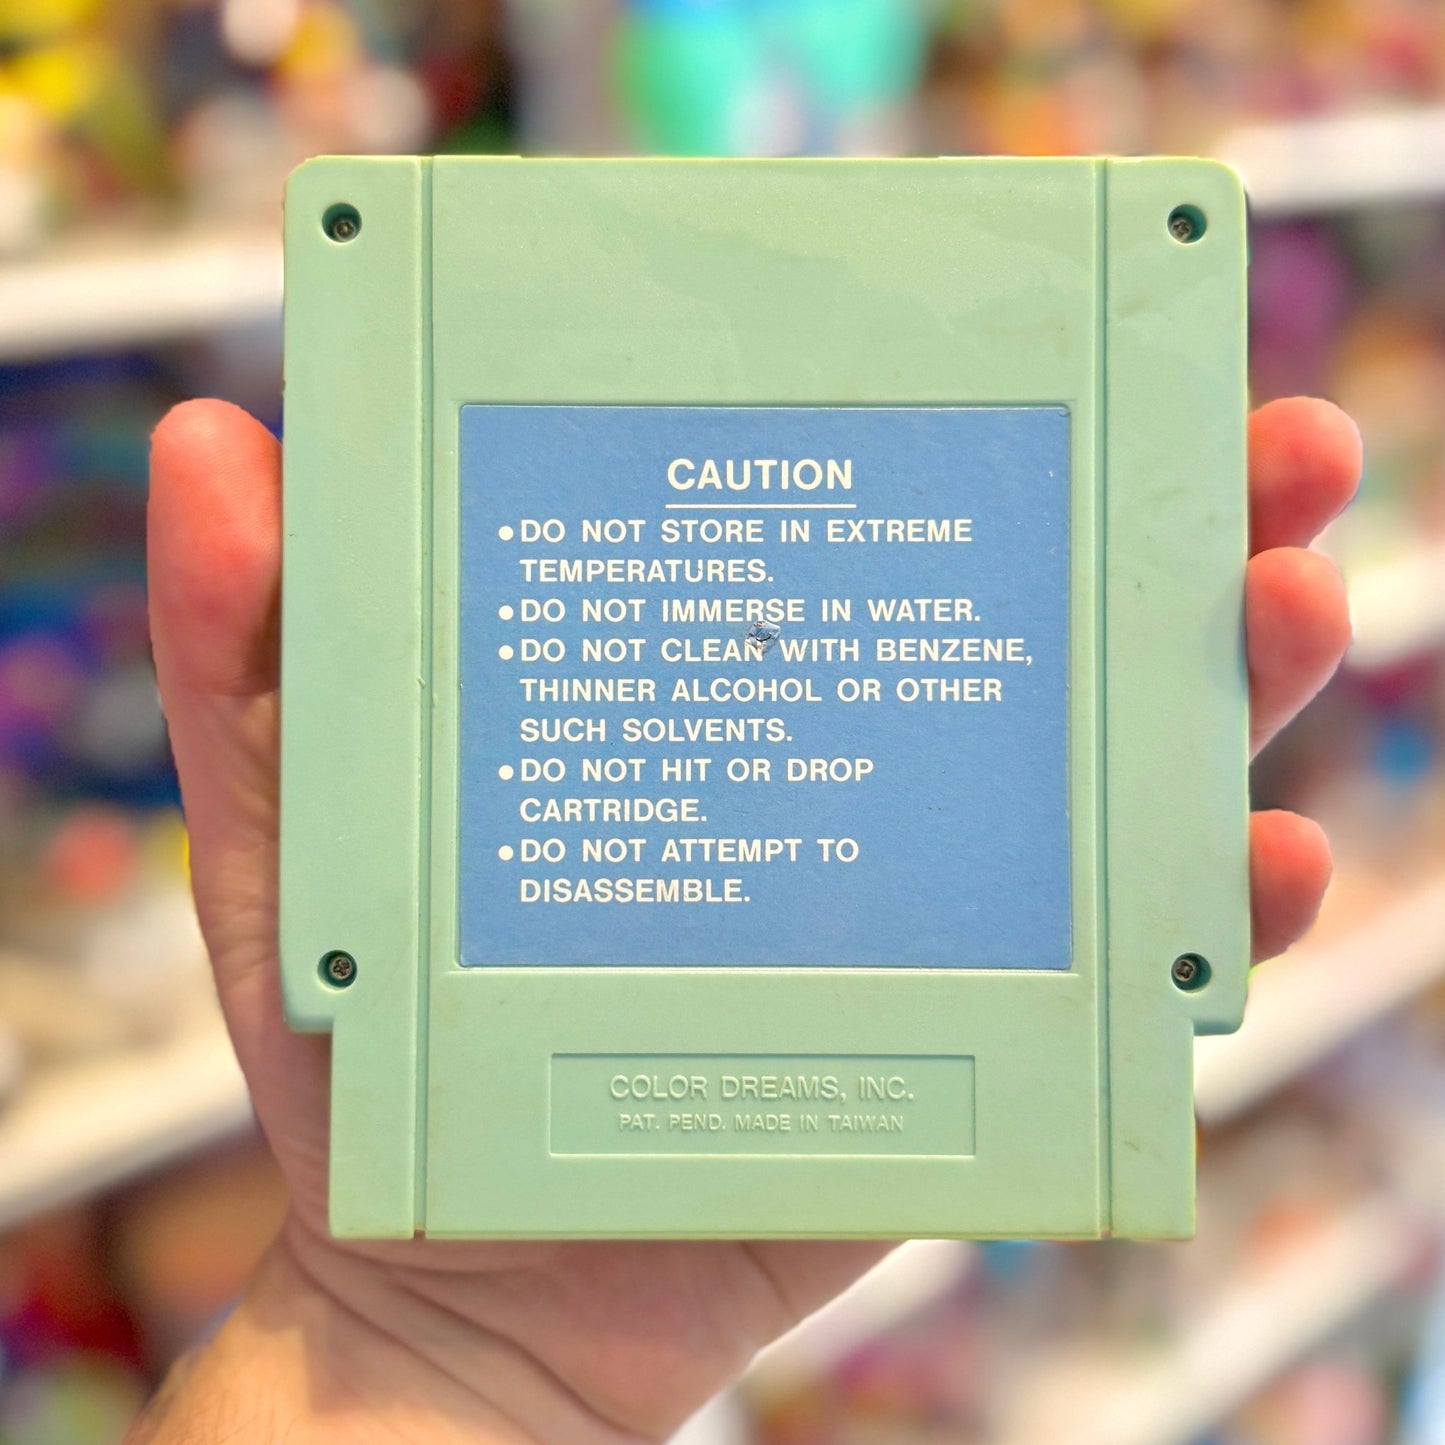 CAUTION
●DO NOT STORE IN EXTREME
TEMPERATURES.
●DO NOT IMMERSE IN WATER.
●DO NOT CLEAN WITH BENZENE,
THINNER ALCOHOL OR OTHER
SUCH SOLVENTS.
●DO NOT HIT OR DROP
CARTRIDGE.
●DO NOT ATTEMPT TO
DISASSEMBLE.
COLOR DREAMS, INC.
PAT. PEND. MADE IN TAIWAN